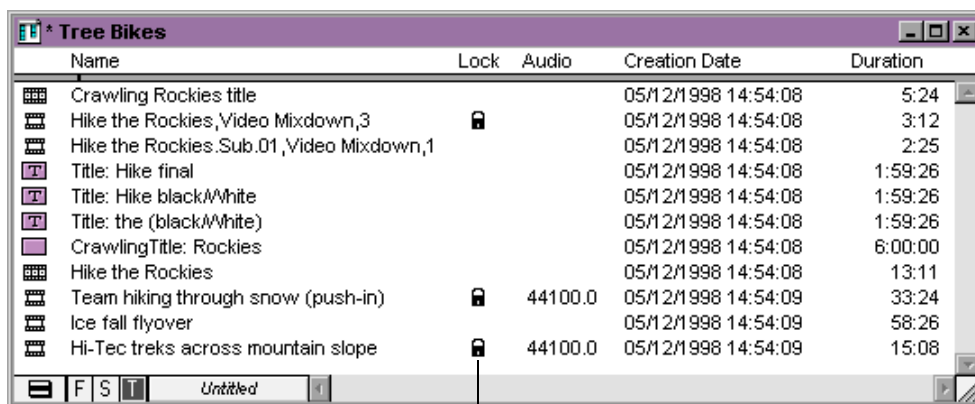 * Tree Bikes
Name Lock Audio Creation Date Duration
Crawling Rockies title 05/12/1998 14:54:08 5:24
Hike the Rockies,Video Mixdown,3 05/12/1998 14:54:08 3:12
Hike the Rockies.Sub.01,Video Mixdown,1 05/12/1998 14:54:08 2:25
T Title: Hike final 05/12/1998 14:54:08 1:59:26
T Title: Hike black/White 05/12/1998 14:54:08 1:59:26
T Title: the (black/White) 05/12/1998 14:54:08 1:59:26
CrawlingTitle: Rockies 05/12/1998 14:54:08 6:00:00
Hike the Rockies 05/12/1998 14:54:08 13:11
Team hiking through snow (push-in) 44100.0 05/12/1998 14:54:09 33:24
Ice fall flyover 05/12/1998 14:54:09 58:26
Hi-Tec treks across mountain slope 44100.0 05/12/1998 14:54:09 15:08
F S T Untitled